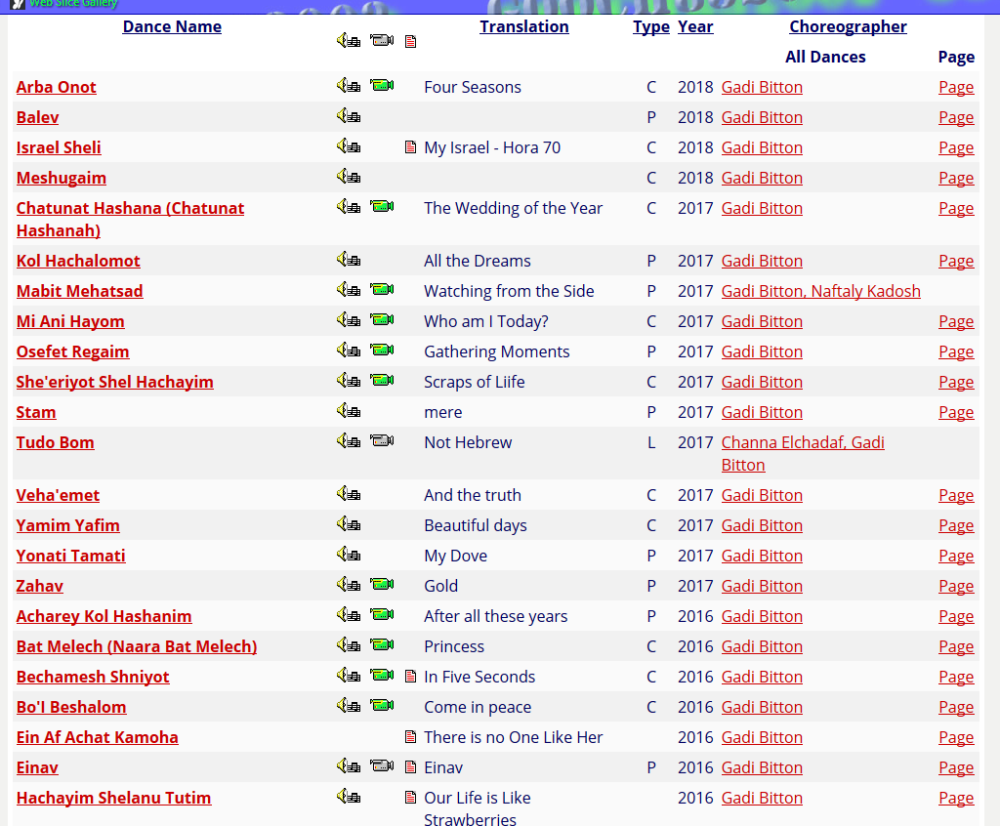 Web Slice Gallery
Dance Name Translation Type Year Choreographer
All Dances Page
Arba Onot Four Seasons C 2018 Gadi Bitton Page
Balev P 2018 Gadi Bitton Page
Israel Sheli My Israel - Hora 70 C 2018 Gadi Bitton Page
Meshugaim C 2018 Gadi Bitton Page
Chatunat Hashana (Chatunat The Wedding of the Year C 2017 Gadi Bitton Page
Hashanah)
Kol Hachalomot All the Dreams P 2017 Gadi Bitton Page
Mabit Mehatsad Watching from the Side P 2017 Gadi Bitton, Naftaly Kadosh
Mi Ani Hayom Who am I Today? C 2017 Gadi Bitton Page
Osefet Regaim Gathering Moments P 2017 Gadi Bitton Page
She'eriyot Shel Hachayim Scraps of Liife C 2017 Gadi Bitton Page
Stam mere P 2017 Gadi Bitton Page
Tudo Bom Not Hebrew L 2017 Channa Elchadaf, Gadi
Bitton
Veha'emet And the truth C 2017 Gadi Bitton Page
Yamim Yafim Beautiful days C 2017 Gadi Bitton Page
Yonati Tamati My Dove P 2017 Gadi Bitton Page
Zahav Gold P 2017 Gadi Bitton Page
Acharey Kol Hashanim After all these years P 2016 Gadi Bitton Page
Bat Melech (Naara Bat Melech) Princess C 2016 Gadi Bitton Page
Bechamesh Shniyot In Five Seconds C 2016 Gadi Bitton Page
Bo'I Beshalom Come in peace C 2016 Gadi Bitton Page
Ein Af Achat Kamoha There is no One Like Her 2016 Gadi Bitton Page
Einav Einav P 2016 Gadi Bitton Page
Hachayim Shelanu Tutim Our Life is Like 2016 Gadi Bitton Page
Strawberries